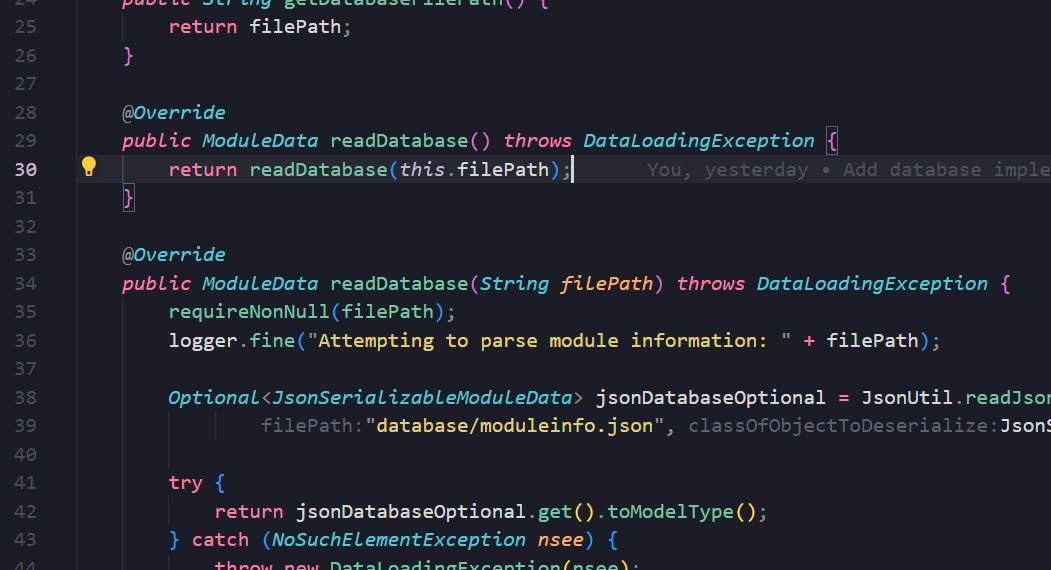 24 public String getDatabaseFilePath() {
25 return filePath;
26 }
27
28 @Override
29 public ModuleData readDatabase() throws DataLoadingException {
30 return readDatabase(this.filePath); You, yesterday • Add database imple
31 }
32
33 @Override
34 public ModuleData readDatabase(String filePath) throws DataLoadingException {
35 requireNonNull(filePath);
36 logger.fine("Attempting to parse module information: " + filePath);
37
38 Optional<JsonSerializableModuleData> jsonDatabaseOptional = JsonUtil.readJson
39 filePath:"database/moduleinfo.json", classOfObjectToDeserialize:JsonS
40
41 try {
42 return jsonDatabaseOptional.get().toModelType();
43 } catch (NoSuchElementException nsee) {
44 throw new DataLoadingException(nsee);